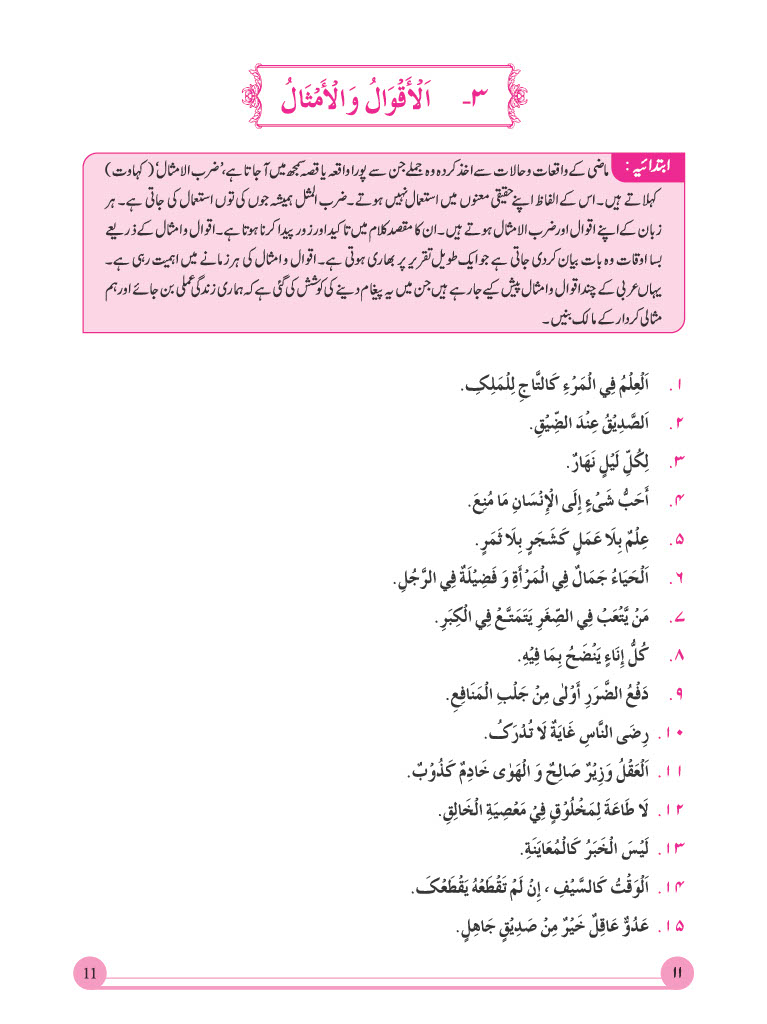 ۳- اَلْأَقْوَالُ وَالْأَمْثَالُ
ابتدائیہ : ماضی کے واقعات و حالات سے اخذ کردہ وہ جملے جن سے پورا واقعہ یا قصہ سمجھ میں آ جاتا ہے، ’ضرب الامثال‘ (کہاوت)
کہلاتے ہیں۔ اس کے الفاظ اپنے حقیقی معنوں میں استعمال نہیں ہوتے۔ ضرب المثل ہمیشہ جوں کی توں استعمال کی جاتی ہے۔ ہر
زبان کے اپنے اقوال اور ضرب الامثال ہوتے ہیں۔ ان کا مقصد کلام میں تاکید اور زور پیدا کرنا ہوتا ہے۔ اقوال و امثال کے ذریعے
بسا اوقات وہ بات بیان کردی جاتی ہے جو ایک طویل تقریر پر بھاری ہوتی ہے۔ اقوال و امثال کی ہر زمانے میں اہمیت رہی ہے۔
یہاں عربی کے چند اقوال و امثال پیش کیے جارہے ہیں جن میں یہ پیغام دینے کی کوشش کی گئی ہے کہ ہماری زندگی عملی بن جائے اور ہم
مثالی کردار کے مالک بنیں۔
۱. اَلْعِلْمُ فِي الْمَرْءِ كَالتَّاجِ لِلْمَلِكِ.
۲. اَلصَّدِيْقُ عِنْدَ الضِّيْقِ.
۳. لِكُلِّ لَيْلٍ نَهَارٌ.
۴. أَحَبُّ شَيْءٍ إِلَى الْإِنْسَانِ مَا مُنِعَ.
۵. عِلْمٌ بِلَا عَمَلٍ كَشَجَرٍ بِلَا ثَمَرٍ.
۶. اَلْحَيَاءُ جَمَالٌ فِي الْمَرْأَةِ وَ فَضِيْلَةٌ فِي الرَّجُلِ.
۷. مَنْ يَّتْعَبْ فِي الصِّغَرِ يَتَمَتَّعْ فِي الْكِبَرِ.
۸. كُلُّ إِنَاءٍ يَنْضَحُ بِمَا فِيْهِ.
۹. دَفْعُ الضَّرَرِ أَوْلٰى مِنْ جَلْبِ الْمَنَافِعِ.
۱۰. رِضَى النَّاسِ غَايَةٌ لَا تُدْرَكُ.
۱۱. اَلْعَقْلُ وَزِيْرٌ صَالِحٌ وَ الْهَوٰى خَادِمٌ كَذُوْبٌ.
۱۲. لَا طَاعَةَ لِمَخْلُوْقٍ فِيْ مَعْصِيَةِ الْخَالِقِ.
۱۳. لَيْسَ الْخَبَرُ كَالْمُعَايَنَةِ.
۱۴. اَلْوَقْتُ كَالسَّيْفِ ، إِنْ لَمْ تَقْطَعْهُ يَقْطَعْكَ.
۱۵. عَدُوٌّ عَاقِلٌ خَيْرٌ مِنْ صَدِيْقٍ جَاهِلٍ.
۱۱
11